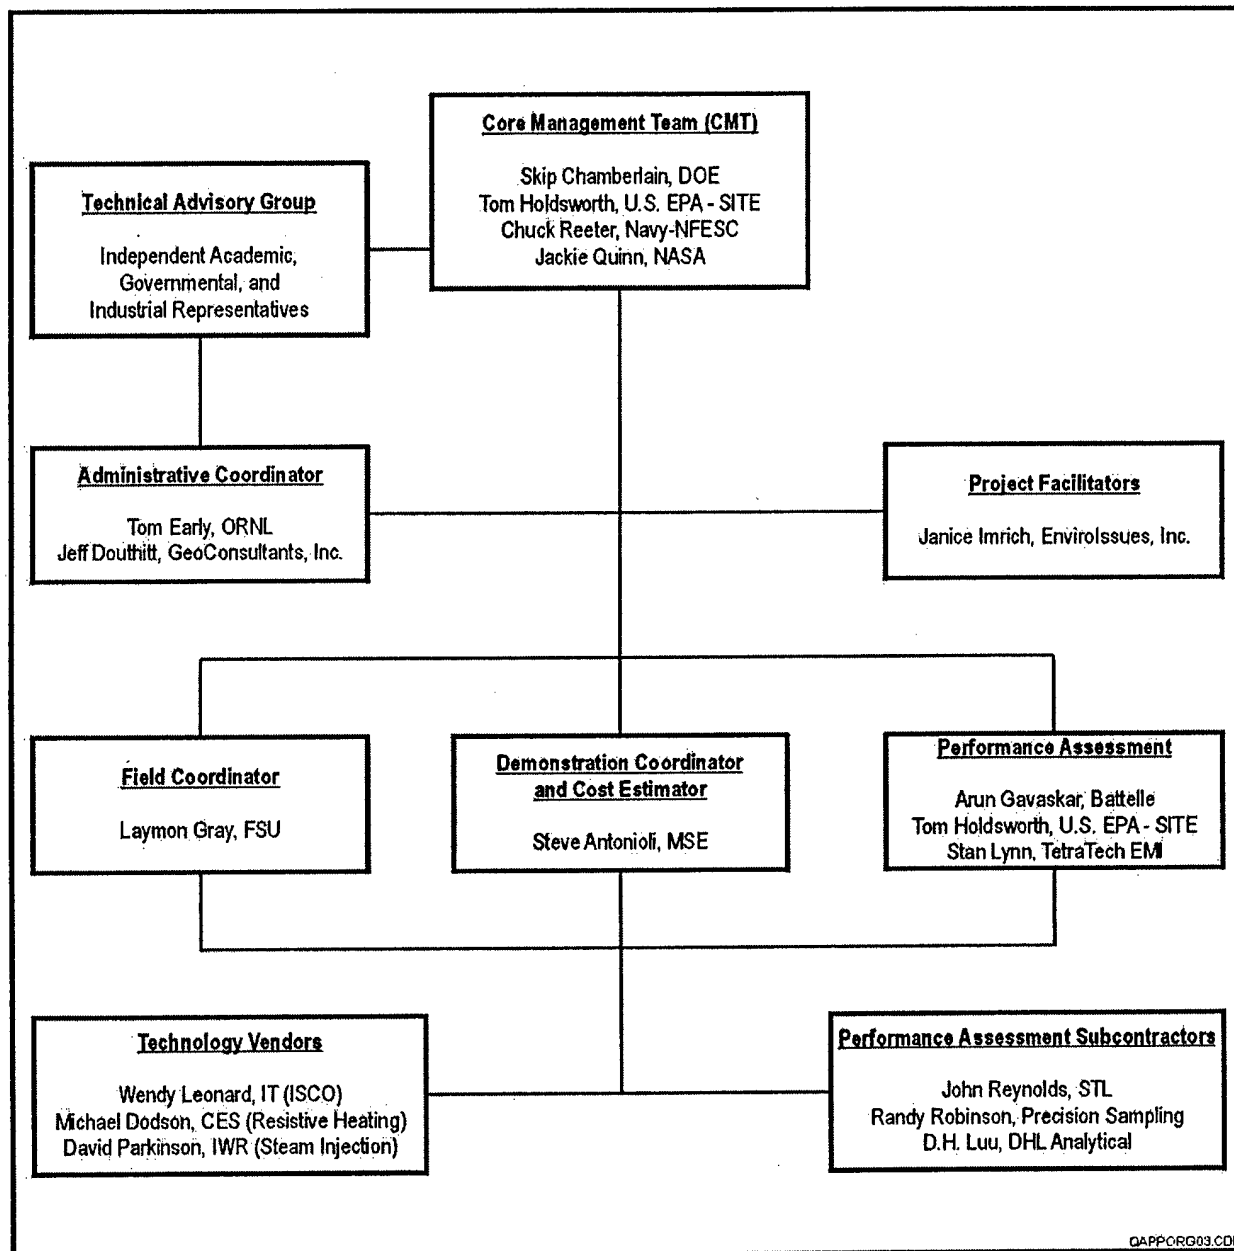 Core Management Team (CMT)
Skip Chamberlain, DOE
Tom Holdsworth, U.S. EPA - SITE
Chuck Reeter, Navy-NFESC
Jackie Quinn, NASA
Technical Advisory Group
Independent Academic,
Governmental, and
Industrial Representatives
Administrative Coordinator
Tom Early, ORNL
Jeff Douthitt, GeoConsultants, Inc.
Project Facilitators
Janice Imrich, EnviroIssues, Inc.
Field Coordinator
Laymon Gray, FSU
Demonstration Coordinator
and Cost Estimator
Steve Antonioli, MSE
Performance Assessment
Arun Gavaskar, Battelle
Tom Holdsworth, U.S. EPA - SITE
Stan Lynn, TetraTech EMI
Technology Vendors
Wendy Leonard, IT (ISCO)
Michael Dodson, CES (Resistive Heating)
David Parkinson, IWR (Steam Injection)
Performance Assessment Subcontractors
John Reynolds, STL
Randy Robinson, Precision Sampling
D.H. Luu, DHL Analytical
QAPPORG03.CDR